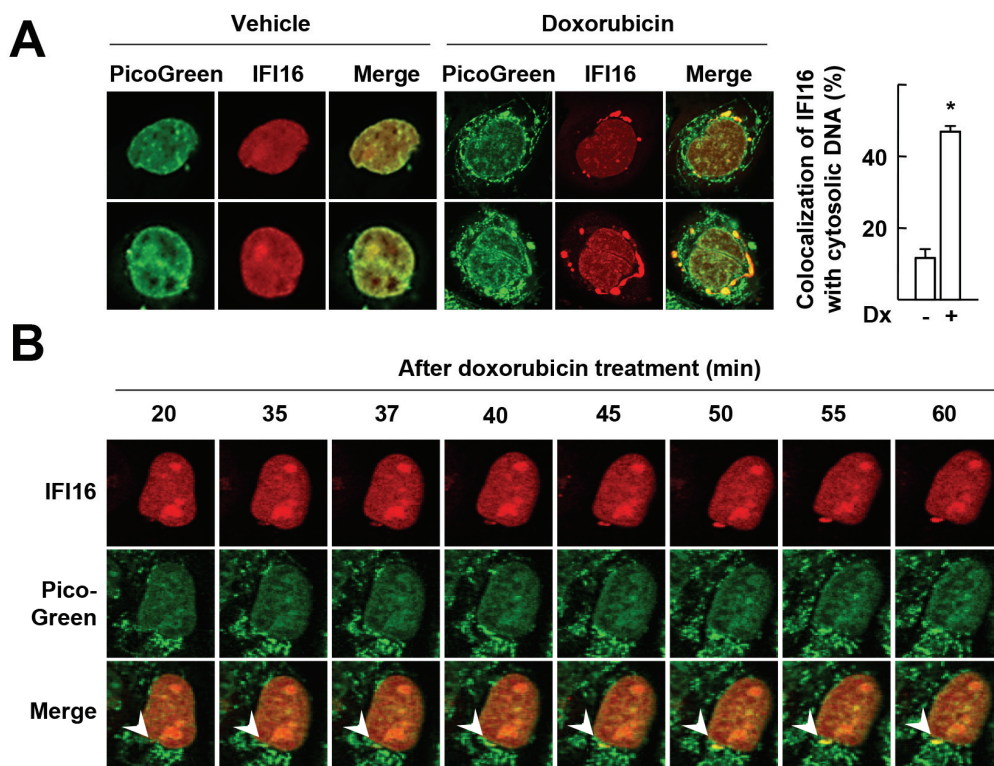 A
Vehicle
Doxorubicin
PicoGreen IFI16 Merge PicoGreen IFI16 Merge
Colocalization of IFI16
with cytosolic DNA (%)
*
40
20
Dx - +
B
After doxorubicin treatment (min)
20 35 37 40 45 50 55 60
IFI16
Pico-
Green
Merge